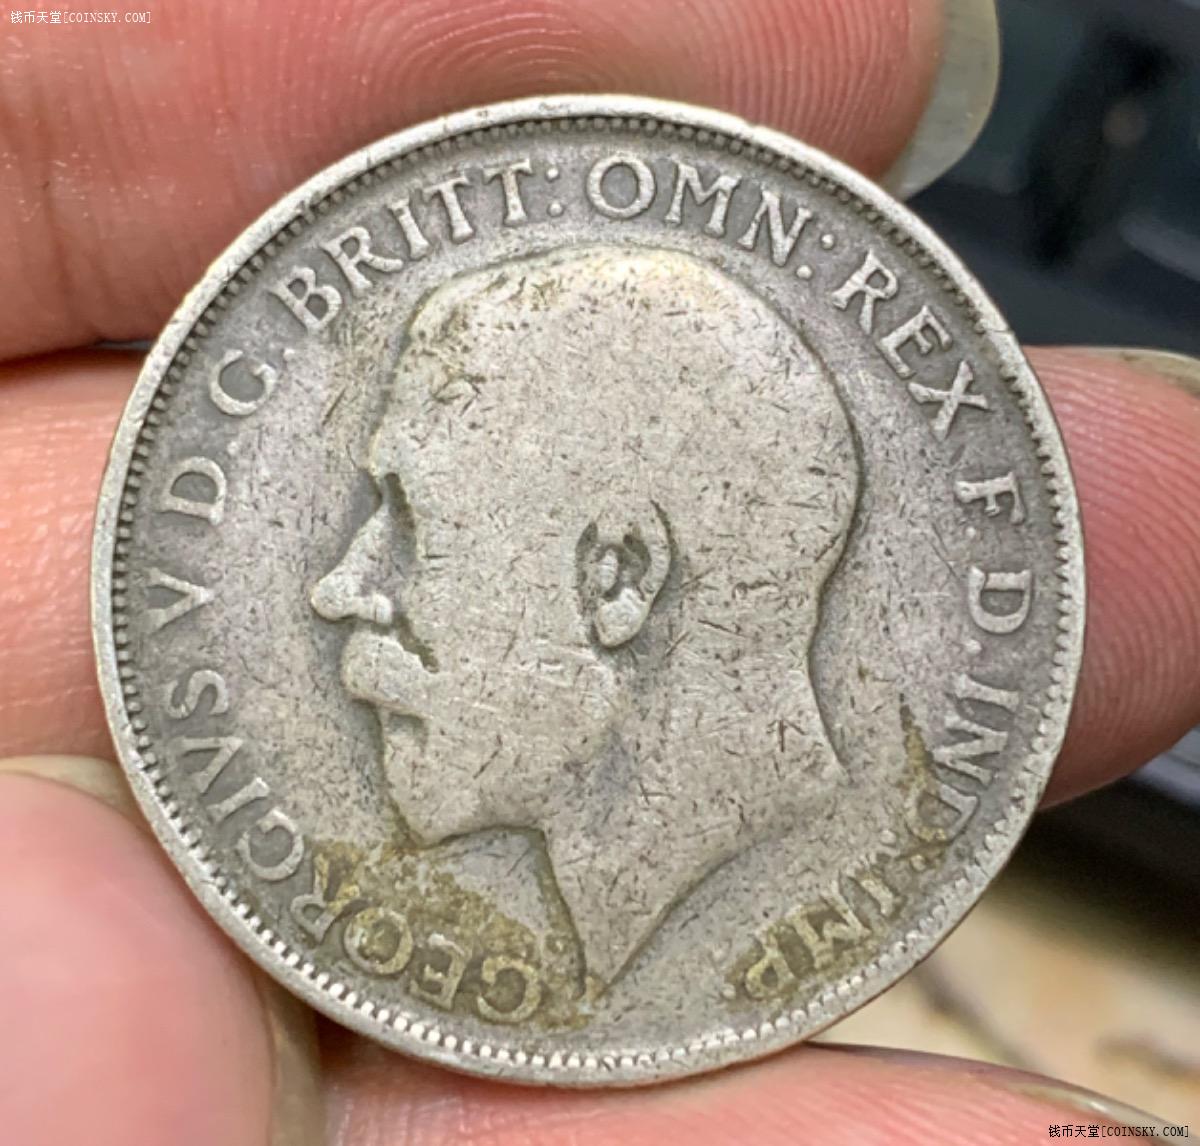 钱币天堂[COINSKY.COM]
GEORGIVS V D.G. BRITT: OMN: REX F.D. IND: IMP:
钱币天堂[COINSKY.COM]